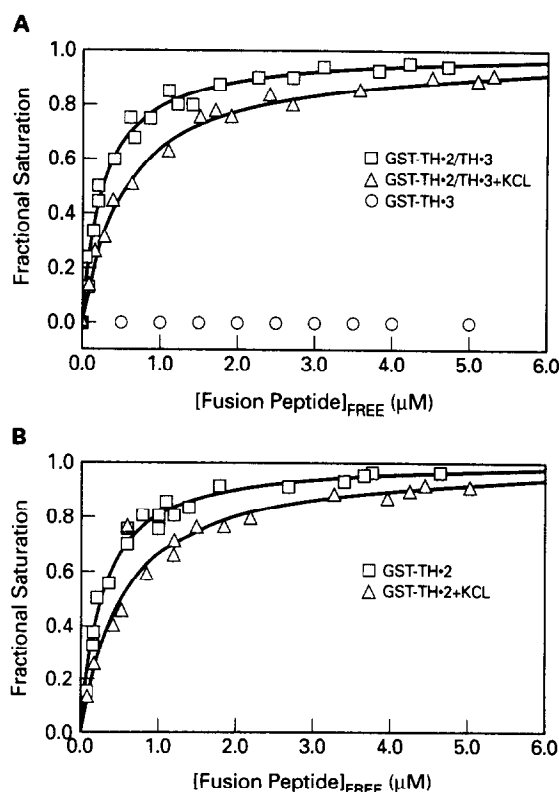 A
1.0
0.8
0.6
0.4
0.2
0.0
Fractional Saturation
GST-TH•2/TH•3
GST-TH•2/TH•3+KCL
GST-TH•3
0.0 1.0 2.0 3.0 4.0 5.0 6.0
[Fusion Peptide]FREE (μM)
B
1.0
0.8
0.6
0.4
0.2
0.0
Fractional Saturation
GST-TH•2
GST-TH•2+KCL
0.0 1.0 2.0 3.0 4.0 5.0 6.0
[Fusion Peptide]FREE (μM)